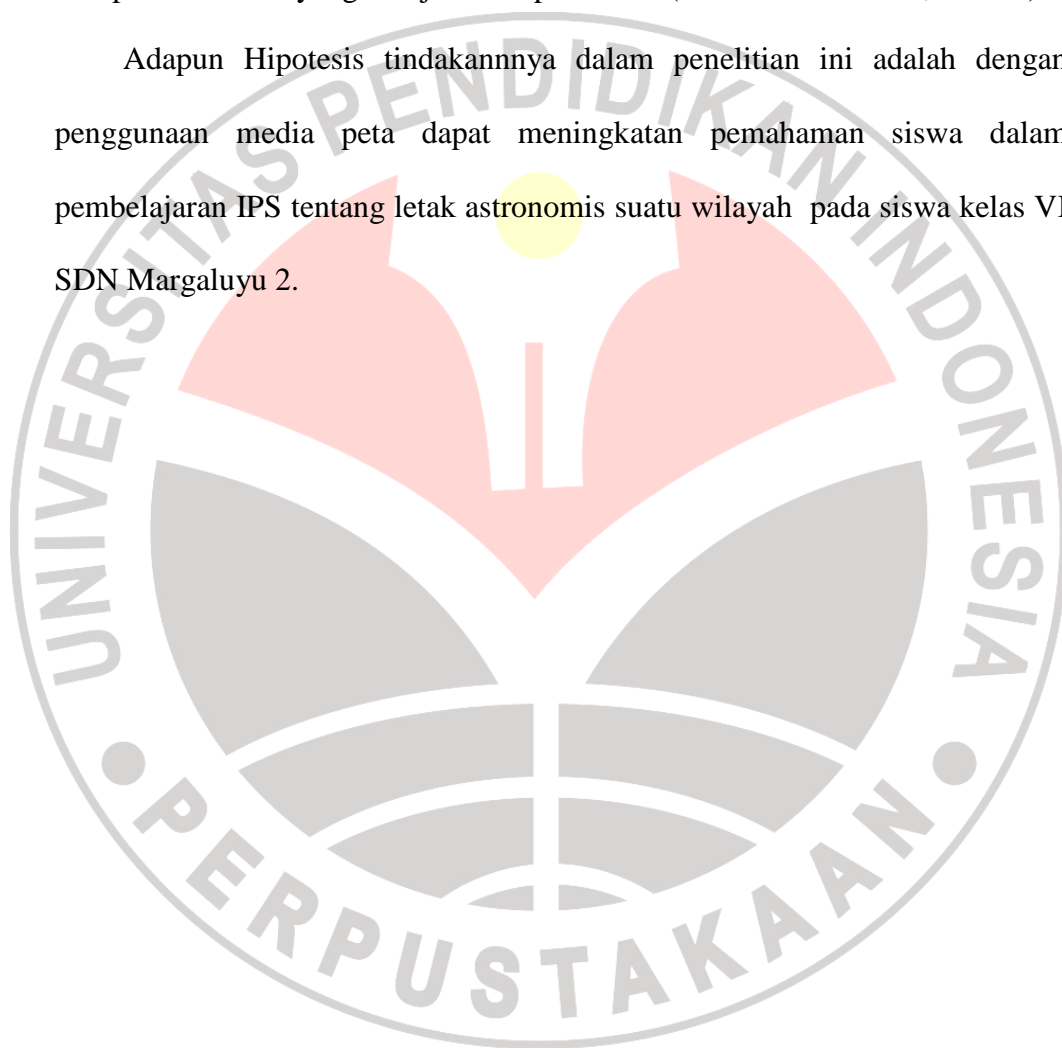 Adapun Hipotesis tindakannnya dalam penelitian ini adalah dengan
penggunaan media peta dapat meningkatan pemahaman siswa dalam
pembelajaran IPS tentang letak astronomis suatu wilayah pada siswa kelas VI
SDN Margaluyu 2.
UNIVERSITAS PENDIDIKAN INDONESIA
PERPUSTAKAAN